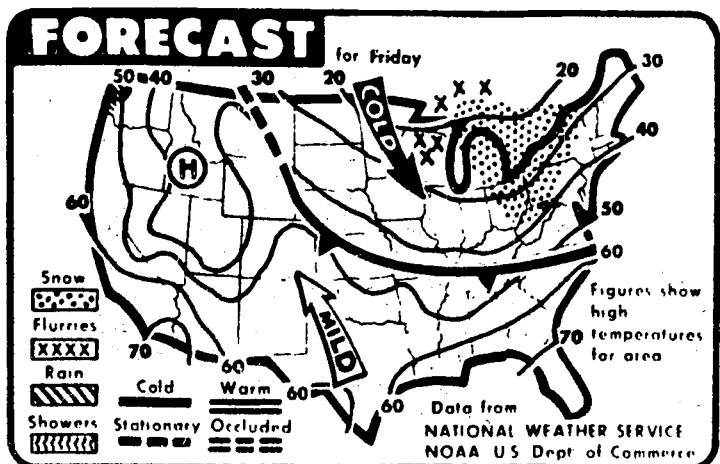 FORECAST
for Friday
50 40 30 20 20 30
COLD
X X X
X X
X X
H
40
60
50
60
Snow
Flurries
XXXX
Rain
Showers
Cold Warm
Stationary Occluded
MILD
70 60 60 60 70
Figures show
high
temperatures
for area
Data from
NATIONAL WEATHER SERVICE
NOAA US Dept of Commerce